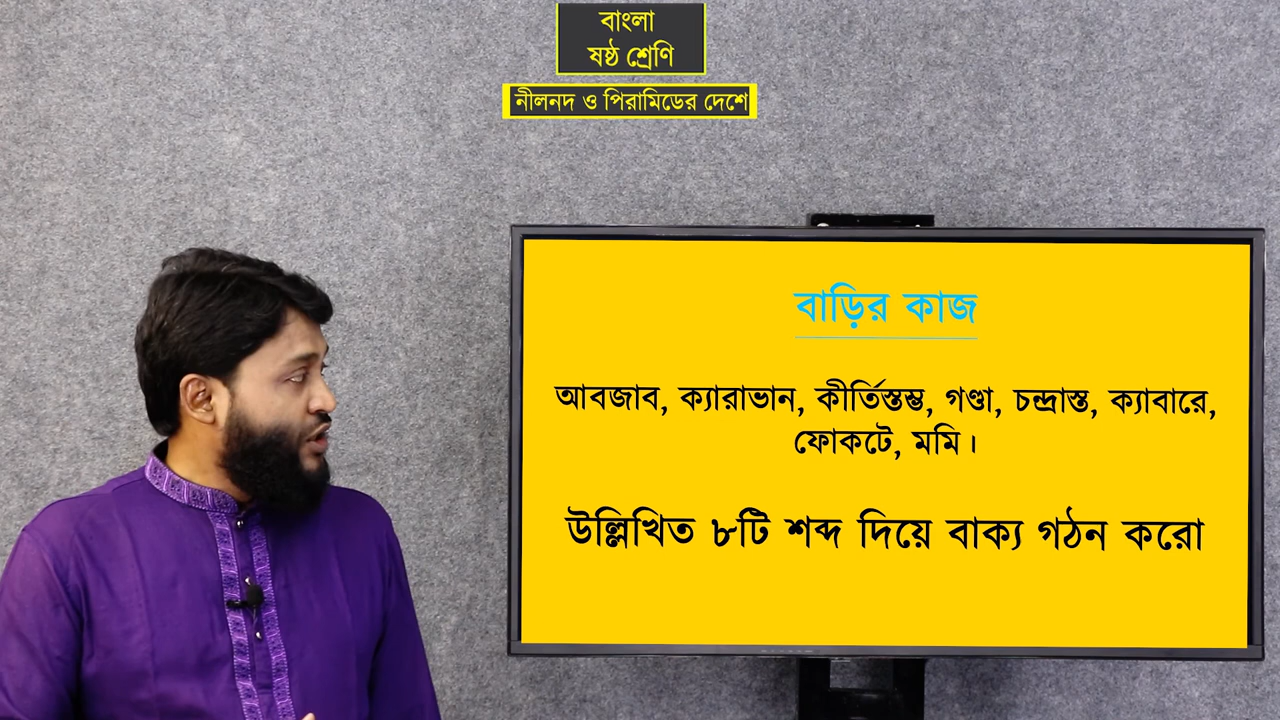 বাংলা
ষষ্ঠ শ্রেণি
নীলনদ ও পিরামিডের দেশে
বাড়ির কাজ
আবজাব, ক্যারাভান, কীর্তিস্তম্ভ, গণ্ডা, চন্দ্রাস্ত, ক্যাবারে,
ফোকটে, মমি।
উল্লিখিত ৮টি শব্দ দিয়ে বাক্য গঠন করো